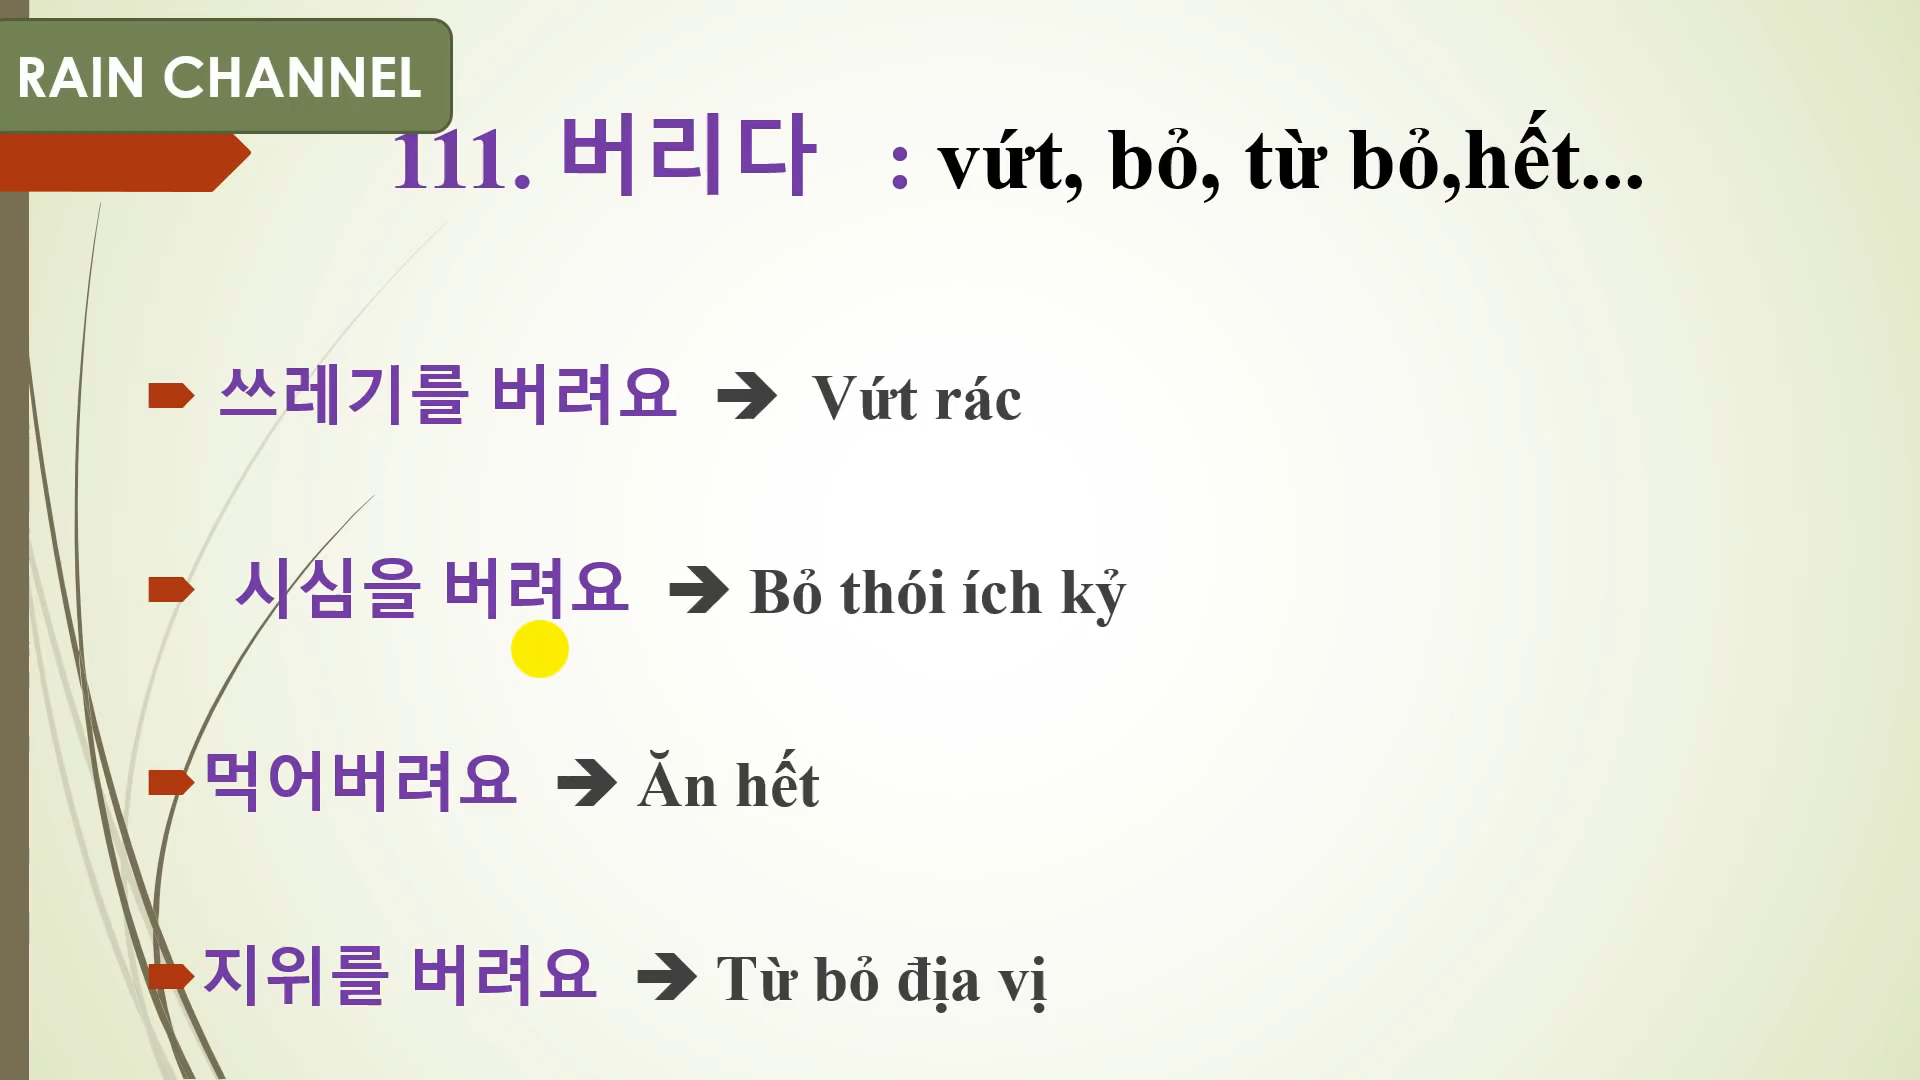 RAIN CHANNEL
111. 버리다 : vứt, bỏ, từ bỏ,hết...
쓰레기를 버려요 ➔ Vứt rác
사심을 버려요 ➔ Bỏ thói ích kỷ
먹어버려요 ➔ Ăn hết
지위를 버려요 ➔ Từ bỏ địa vị